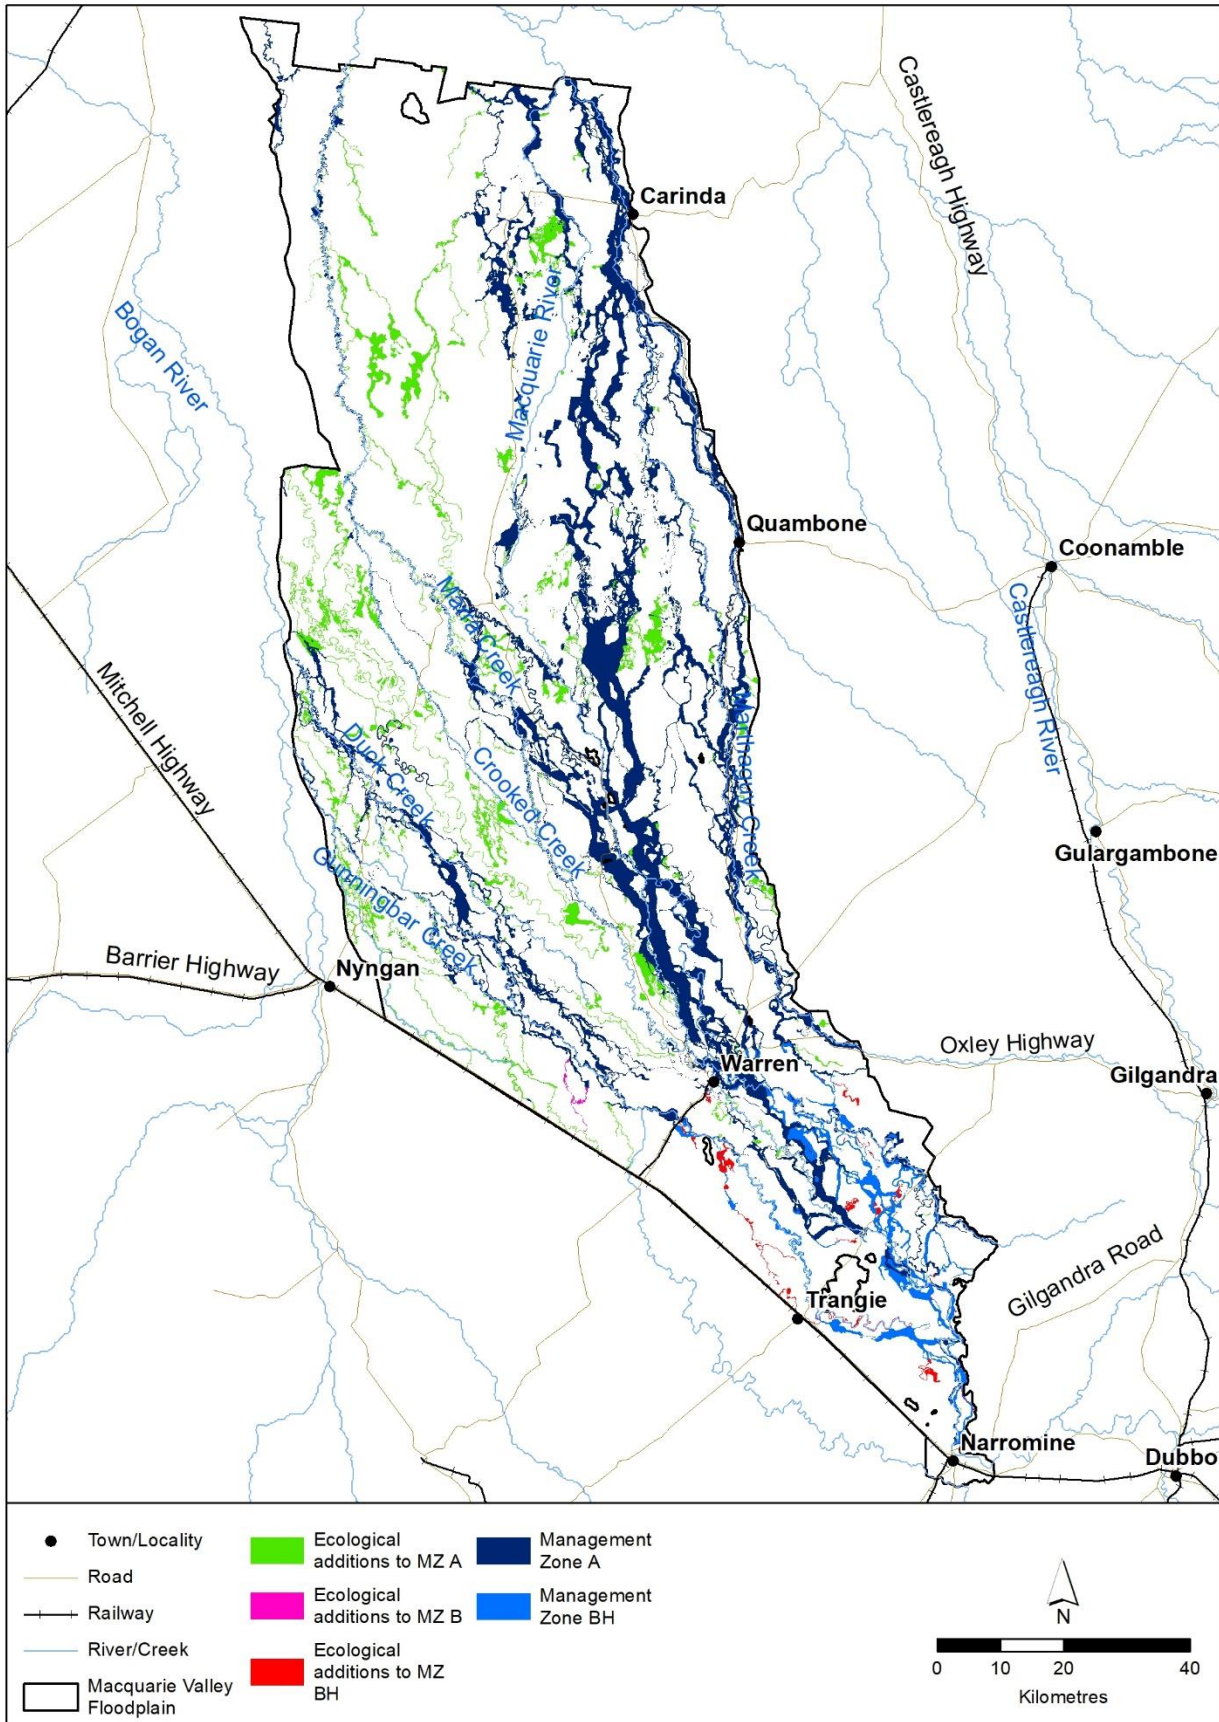 Castlereagh Highway
Carinda
Bogan River
Macquarie River
Quambone
Coonamble
Marra Creek
Castlereagh River
Mitchell Highway
Duck Creek
Crooked Creek
Marthaguy Creek
Gulargambone
Gunningbar Creek
Barrier Highway
Nyngan
Oxley Highway
Warren
Gilgandra
Gilgandra Road
Trangie
Narromine
Dubbo
Town/Locality
Road
Railway
River/Creek
Macquarie Valley
Floodplain
Ecological
additions to MZ A
Ecological
additions to MZ B
Ecological
additions to MZ
BH
Management
Zone A
Management
Zone BH
N
0 10 20 40
Kilometres